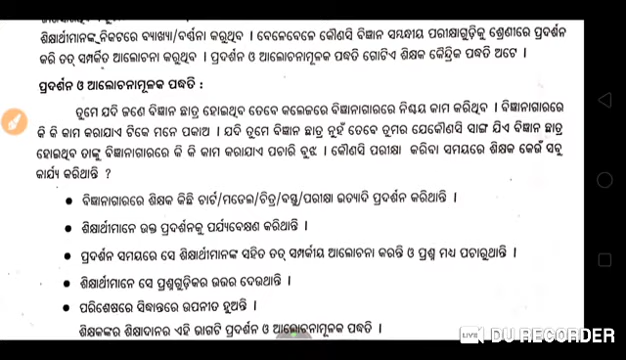 ଶିକ୍ଷାର୍ଥୀମାନଙ୍କ ନିକଟରେ ବ୍ୟାଖ୍ୟା/ବର୍ଣ୍ଣନା କରୁଥିବ । ବେଳେବେଳେ କୌଣସି ବିଜ୍ଞାନ ସମ୍ବନ୍ଧୀୟ ପରୀକ୍ଷାଗୁଡ଼ିକୁ ଶ୍ରେଣୀରେ ପ୍ରଦର୍ଶନ
କରି ତତ୍ ସମ୍ପର୍କିତ ଆଲୋଚନା କରୁଥିବ । ପ୍ରଦର୍ଶନ ଓ ଆଲୋଚନାମୂଳକ ପଦ୍ଧତି ଗୋଟିଏ ଶିକ୍ଷକ କୈନ୍ଦ୍ରିକ ପଦ୍ଧତି ଅଟେ ।
ପ୍ରଦର୍ଶନ ଓ ଆଲୋଚନାମୂଳକ ପଦ୍ଧତି :
ତୁମେ ଯଦି ଜଣେ ବିଜ୍ଞାନ ଛାତ୍ର ହୋଇଥିବ ତେବେ କଲେଜରେ ବିଜ୍ଞାନାଗାରରେ ନିଶ୍ଚୟ କାମ କରିଥିବ । ବିଜ୍ଞାନାଗାରରେ
କି କି କାମ କରାଯାଏ ଟିକେ ମନେ ପକାଅ । ଯଦି ତୁମେ ବିଜ୍ଞାନ ଛାତ୍ର ନୁହଁ ତେବେ ତୁମର ଯେକୌଣସି ସାଙ୍ଗ ଯିଏ ବିଜ୍ଞାନ ଛାତ୍ର
ହୋଇଥିବ ତାଙ୍କୁ ବିଜ୍ଞାନାଗାରରେ କି କି କାମ କରାଯାଏ ପଚାରି ବୁଝ । କୌଣସି ପରୀକ୍ଷା କରିବା ସମୟରେ ଶିକ୍ଷକ କେଉଁ ସବୁ
କାର୍ଯ୍ୟ କରିଥାନ୍ତି ?
• ବିଜ୍ଞାନାଗାରରେ ଶିକ୍ଷକ କିଛି ଚାର୍ଟ/ମଡେଲ/ଚିତ୍ର/ବସ୍ତୁ/ପରୀକ୍ଷା ଇତ୍ୟାଦି ପ୍ରଦର୍ଶନ କରିଥାନ୍ତି ।
• ଶିକ୍ଷାର୍ଥୀମାନେ ଉକ୍ତ ପ୍ରଦର୍ଶନକୁ ପର୍ଯ୍ୟବେକ୍ଷଣ କରିଥାନ୍ତି ।
• ପ୍ରଦର୍ଶନ ସମୟରେ ସେ ଶିକ୍ଷାର୍ଥୀମାନଙ୍କ ସହିତ ତତ୍ ସମ୍ପର୍କୀୟ ଆଲୋଚନା କରନ୍ତି ଓ ପ୍ରଶ୍ନ ମଧ୍ୟ ପଚାରୁଥାନ୍ତି ।
• ଶିକ୍ଷାର୍ଥୀମାନେ ସେ ପ୍ରଶ୍ନଗୁଡ଼ିକର ଉତ୍ତର ଦେଉଥାନ୍ତି ।
• ପରିଶେଷରେ ସିଦ୍ଧାନ୍ତରେ ଉପନୀତ ହୁଅନ୍ତି ।
ଶିକ୍ଷକଙ୍କର ଶିକ୍ଷାଦାନର ଏହି ଭାଗଟି ପ୍ରଦର୍ଶନ ଓ ଆଲୋଚନାମୂଳକ ପଦ୍ଧତି ।
LIVE DU RECORDER